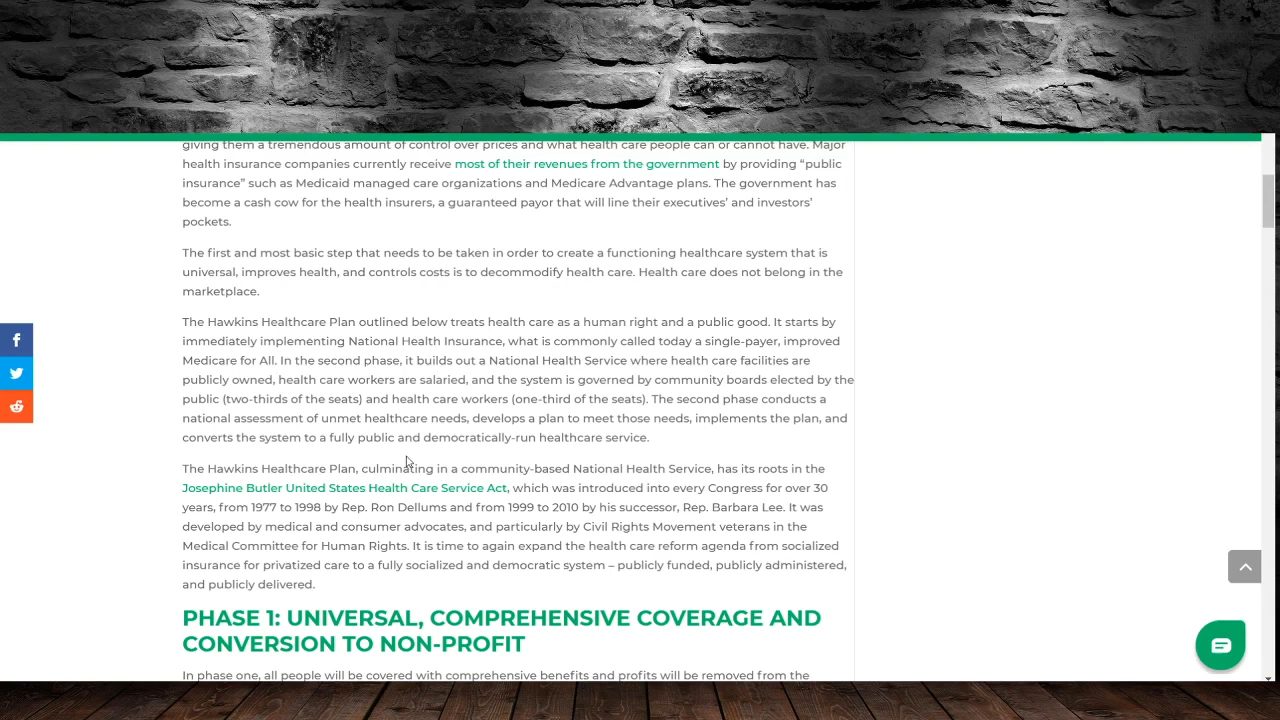 giving them a tremendous amount of control over prices and what health care people can or cannot have. Major
health insurance companies currently receive most of their revenues from the government by providing “public
insurance” such as Medicaid managed care organizations and Medicare Advantage plans. The government has
become a cash cow for the health insurers, a guaranteed payor that will line their executives’ and investors’
pockets.
The first and most basic step that needs to be taken in order to create a functioning healthcare system that is
universal, improves health, and controls costs is to decommodify health care. Health care does not belong in the
marketplace.
The Hawkins Healthcare Plan outlined below treats health care as a human right and a public good. It starts by
immediately implementing National Health Insurance, what is commonly called today a single-payer, improved
Medicare for All. In the second phase, it builds out a National Health Service where health care facilities are
publicly owned, health care workers are salaried, and the system is governed by community boards elected by the
public (two-thirds of the seats) and health care workers (one-third of the seats). The second phase conducts a
national assessment of unmet healthcare needs, develops a plan to meet those needs, implements the plan, and
converts the system to a fully public and democratically-run healthcare service.
The Hawkins Healthcare Plan, culminating in a community-based National Health Service, has its roots in the
Josephine Butler United States Health Care Service Act, which was introduced into every Congress for over 30
years, from 1977 to 1998 by Rep. Ron Dellums and from 1999 to 2010 by his successor, Rep. Barbara Lee. It was
developed by medical and consumer advocates, and particularly by Civil Rights Movement veterans in the
Medical Committee for Human Rights. It is time to again expand the health care reform agenda from socialized
insurance for privatized care to a fully socialized and democratic system – publicly funded, publicly administered,
and publicly delivered.
PHASE 1: UNIVERSAL, COMPREHENSIVE COVERAGE AND
CONVERSION TO NON-PROFIT
In phase one, all people will be covered with comprehensive benefits and profits will be removed from the